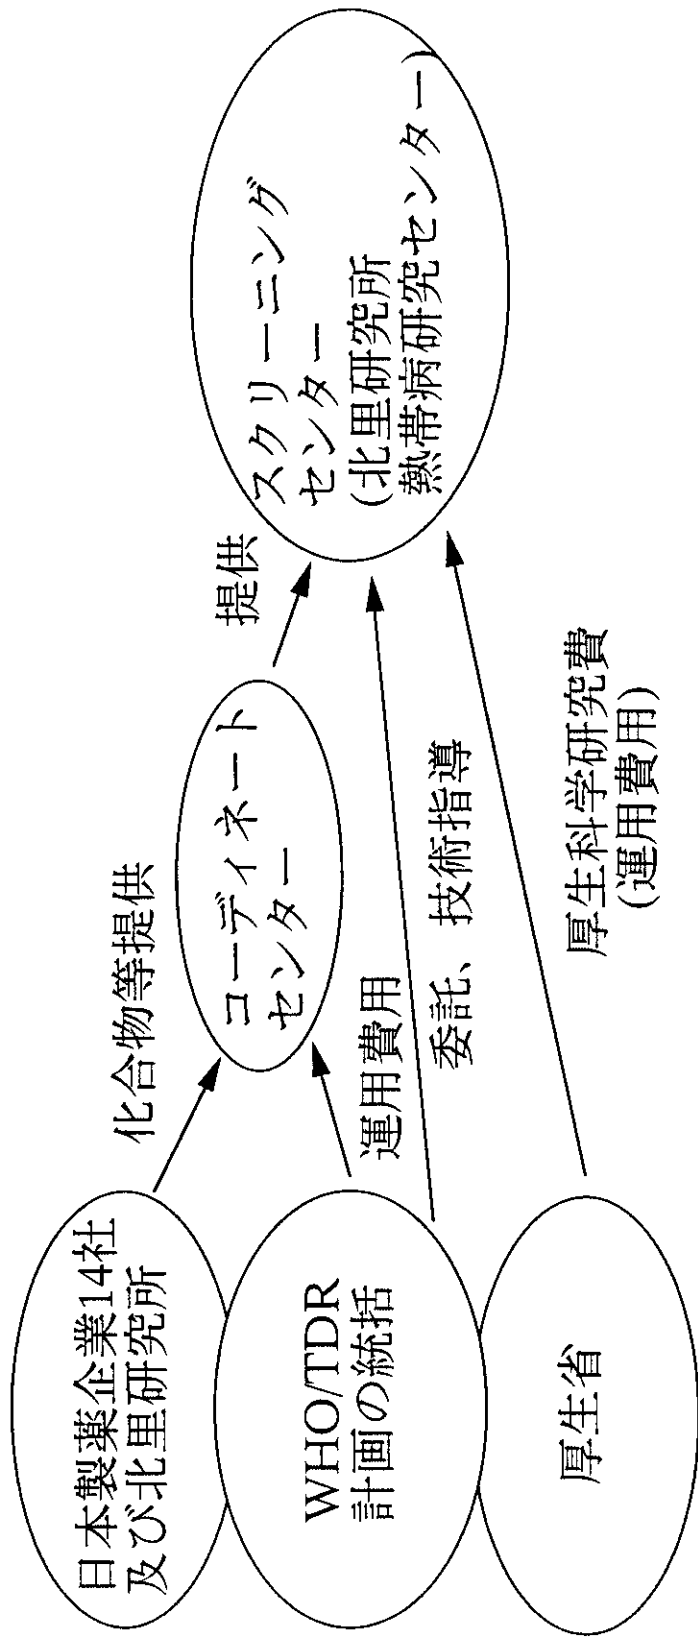 日本製薬企業14社
及び北里研究所
WHO/TDR
計画の統括
厚生省
化合物等提供
コーディネート
センター
運用費用
委託、技術指導
厚生科学研究費
(運用費用)
提供
スクリーニング
センター
(北里研究所
熱帯病研究センター)